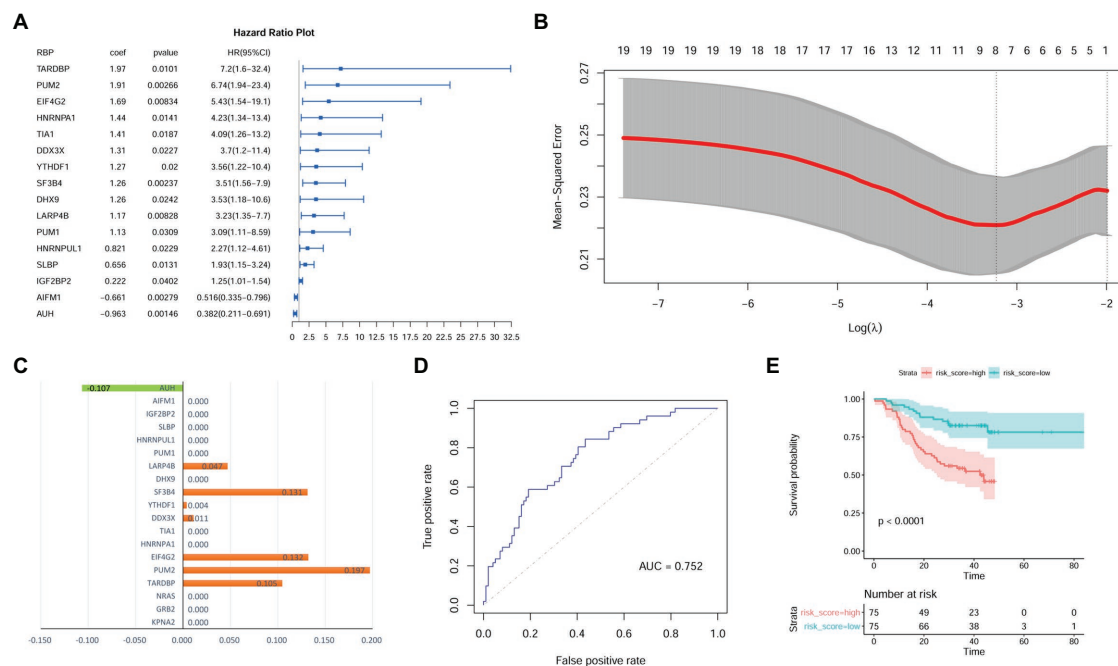 A
Hazard Ratio Plot
RBP coef pvalue HR(95%CI)
TARDBP 1.97 0.0101 7.2(1.6−32.4)
PUM2 1.91 0.00266 6.74(1.94−23.4)
EIF4G2 1.69 0.00834 5.43(1.54−19.1)
HNRNPA1 1.44 0.0141 4.23(1.34−13.4)
TIA1 1.41 0.0187 4.09(1.26−13.2)
DDX3X 1.31 0.0227 3.7(1.2−11.4)
YTHDF1 1.27 0.02 3.56(1.22−10.4)
SF3B4 1.26 0.00237 3.51(1.56−7.9)
DHX9 1.26 0.0242 3.53(1.18−10.6)
LARP4B 1.17 0.00828 3.23(1.35−7.7)
PUM1 1.13 0.0309 3.09(1.11−8.59)
HNRNPUL1 0.821 0.0229 2.27(1.12−4.61)
SLBP 0.656 0.0131 1.93(1.15−3.24)
IGF2BP2 0.222 0.0402 1.25(1.01−1.54)
AIFM1 −0.661 0.00279 0.516(0.335−0.796)
AUH −0.963 0.00146 0.382(0.211−0.691)
0 2.5 5 7.5 10 12.5 15 17.5 20 22.5 25 27.5 30 32.5
B
19 19 19 19 19 19 19 18 18 17 17 17 16 13 12 11 11 9 8 7 6 6 6 5 5 1
0.27
0.25
0.23
0.21
Mean−Squared Error
−7 −6 −5 −4 −3 −2
Log(λ)
C
-0.107 AUH
AIFM1 0.000
IGF2BP2 0.000
SLBP 0.000
HNRNPUL1 0.000
PUM1 0.000
LARP4B 0.047
DHX9 0.000
SF3B4 0.131
YTHDF1 0.004
DDX3X 0.011
TIA1 0.000
HNRNPA1 0.000
EIF4G2 0.132
PUM2 0.197
TARDBP 0.105
NRAS 0.000
GRB2 0.000
KPNA2 0.000
-0.150 -0.100 -0.050 0.000 0.050 0.100 0.150 0.200
D
1.0
0.8
0.6
0.4
0.2
0.0
True positive rate
AUC = 0.752
0.0 0.2 0.4 0.6 0.8 1.0
False positive rate
E
Strata risk_score=high risk_score=low
1.00
0.75
0.50
0.25
0.00
Survival probability
p < 0.0001
0 20 40 60 80
Time
Number at risk
Strata
risk_score=high 75 49 23 0 0
risk_score=low 75 66 38 3 1
0 20 40 60 80
Time